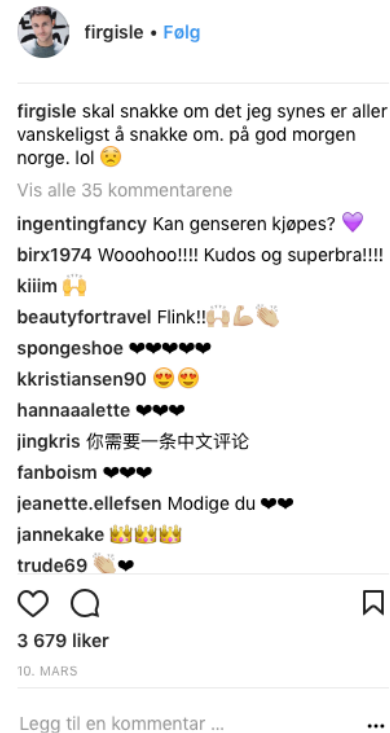 firgisle • Følg
firgisle skal snakke om det jeg synes er aller
vanskeligst å snakke om. på god morgen
norge. lol 😟
Vis alle 35 kommentarene
ingentingfancy Kan genseren kjøpes? 💜
birx1974 Wooohoo!!!! Kudos og superbra!!!!
kiiim 🙌
beautyfortravel Flink!!🙌🏼💪🏼👏🏼
spongeshoe ❤❤❤❤❤
kkristiansen90 😍😍
hannaaalette ❤❤❤
jingkris 你需要一条中文评论
fanboism ❤❤❤
jeanette.ellefsen Modige du ❤❤
jannekake 👑👑👑
trude69 👏🏼❤
3 679 liker
10. MARS
Legg til en kommentar ...